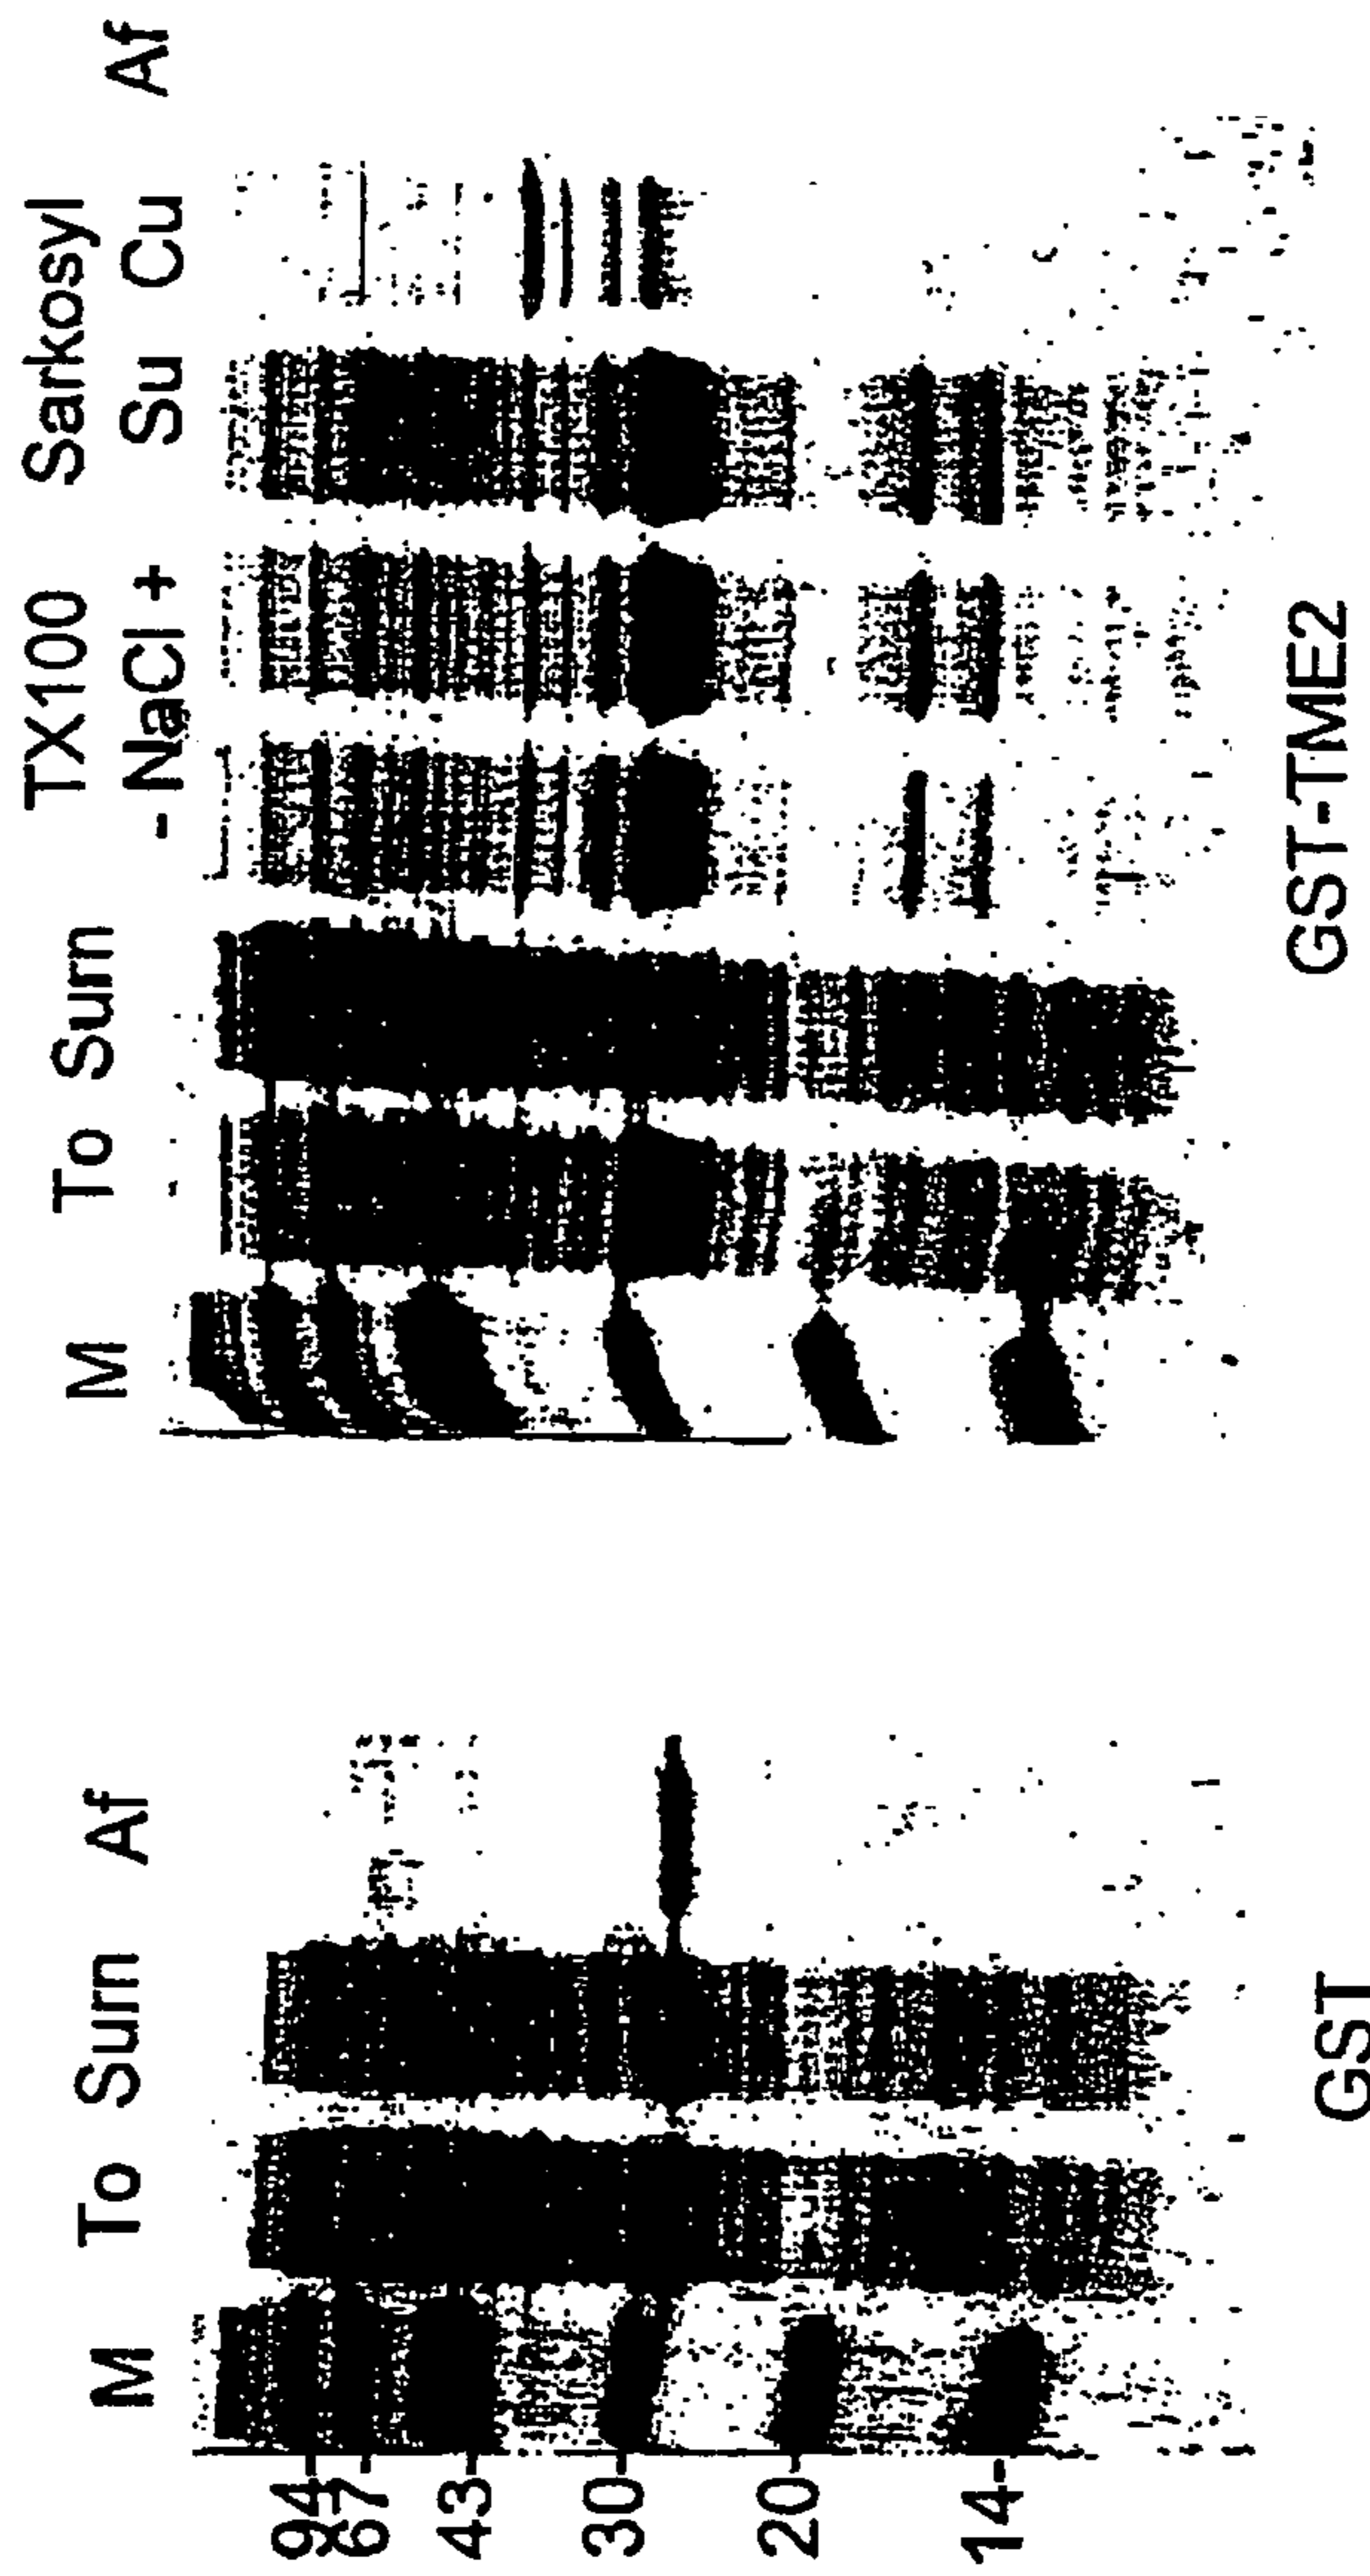 M To Surn Af
94-
67-
43-
30-
20-
14-
GST
TX100 Sarkosyl
M To Surn - NaCl + Su Cu Af
GST-TME2